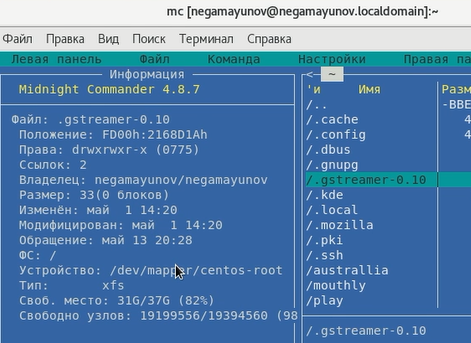 mc [negamayunov@negamayunov.localdomain]:~
Файл Правка Вид Поиск Терминал Справка
Левая панель Файл Команда Настройки Правая па
Информация
Midnight Commander 4.8.7
Файл: .gstreamer-0.10
Положение: FD00h:2168D1Ah
Права: drwxrwxr-x (0775)
Ссылок: 2
Владелец: negamayunov/negamayunov
Размер: 33(0 блоков)
Изменён: май 1 14:20
Модифицирован: май 1 14:20
Обращение: май 13 20:28
ФС: /
Устройство: /dev/mapper/centos-root
Тип: xfs
Своб. место: 31G/37G (82%)
Свободно узлов: 19199556/19394560 (98
<— ~
'и Имя Разм
/.. -ВВЕ
/.cache 4
/.config 4
/.dbus
/.gnupg
/.gstreamer-0.10
/.kde
/.local
/.mozilla
/.pki
/.ssh
/australlia
/mouthly
/play
/.gstreamer-0.10